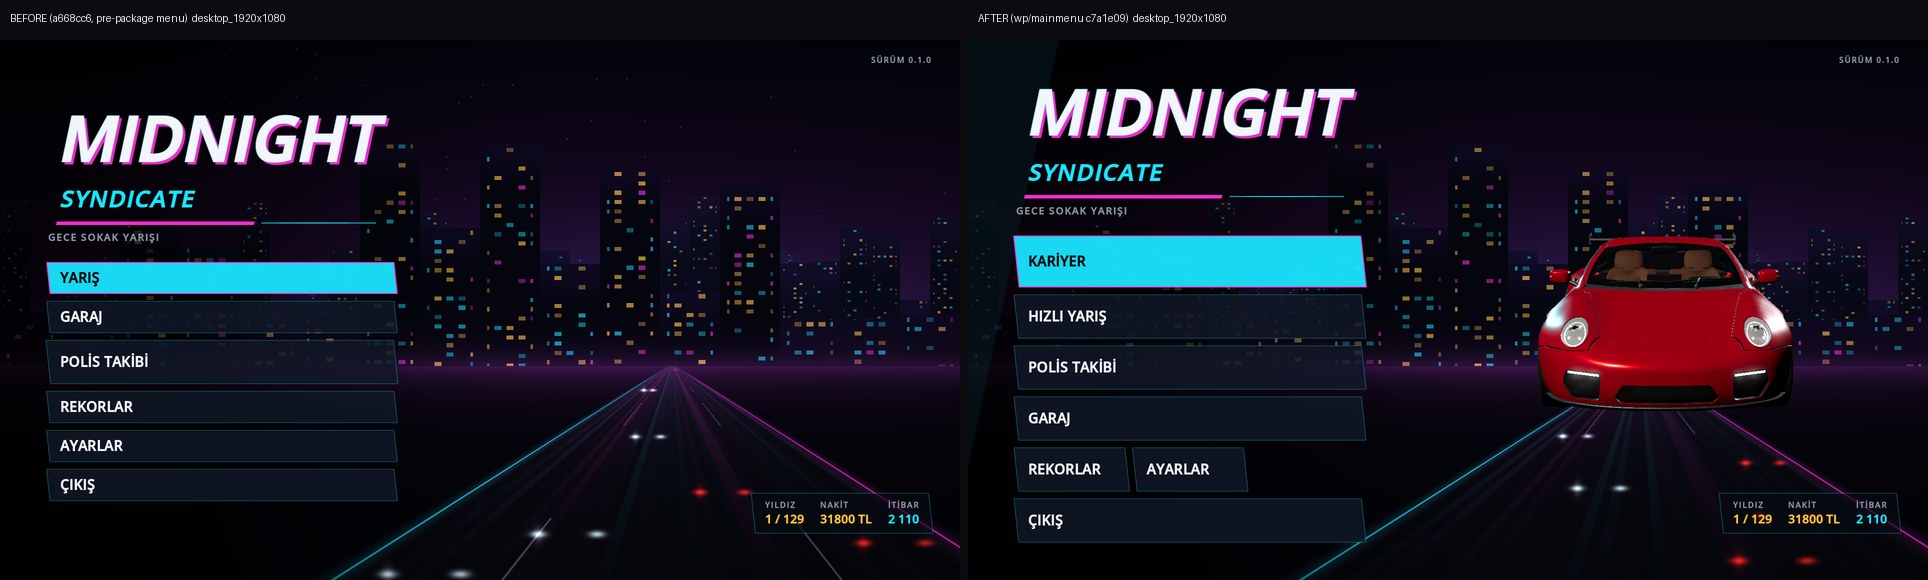 BEFORE (a668cc6, pre-package menu) desktop_1920x1080
SÜRÜM 0.1.0
MIDNIGHT
SYNDICATE
GECE SOKAK YARIŞI
YARIŞ
GARAJ
POLİS TAKİBİ
REKORLAR
AYARLAR
ÇIKIŞ
YILDIZ NAKİT İTİBAR
1 / 129 31800 TL 2 110
AFTER (wp/mainmenu c7a1e09) desktop_1920x1080
SÜRÜM 0.1.0
MIDNIGHT
SYNDICATE
GECE SOKAK YARIŞI
KARİYER
HIZLI YARIŞ
POLİS TAKİBİ
GARAJ
REKORLAR AYARLAR
ÇIKIŞ
YILDIZ NAKİT İTİBAR
1 / 129 31800 TL 2 110